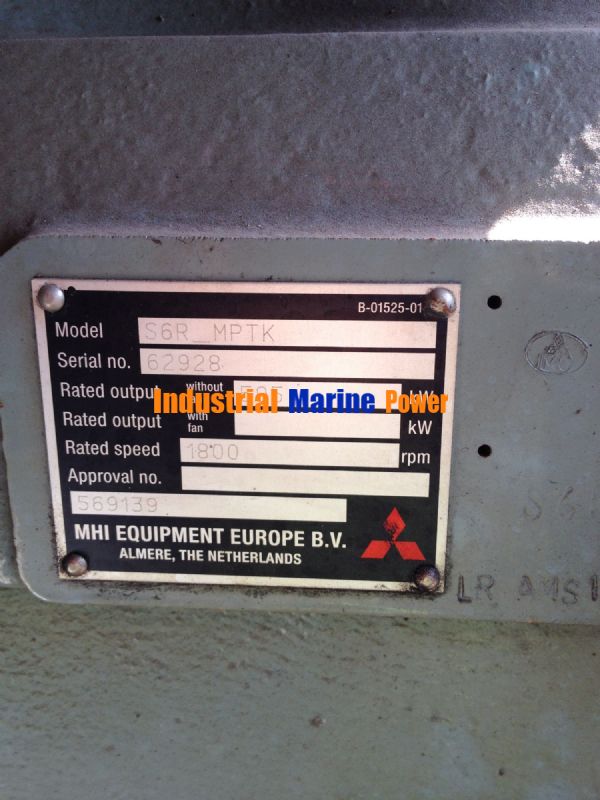 B-01525-01
Model S6R_MPTK
Serial no. 62928
Rated output without kW
Industrial Marine Power
Rated output with fan kW
Rated speed 1800 rpm
Approval no.
569139
MHI EQUIPMENT EUROPE B.V.
ALMERE, THE NETHERLANDS
LR AMS